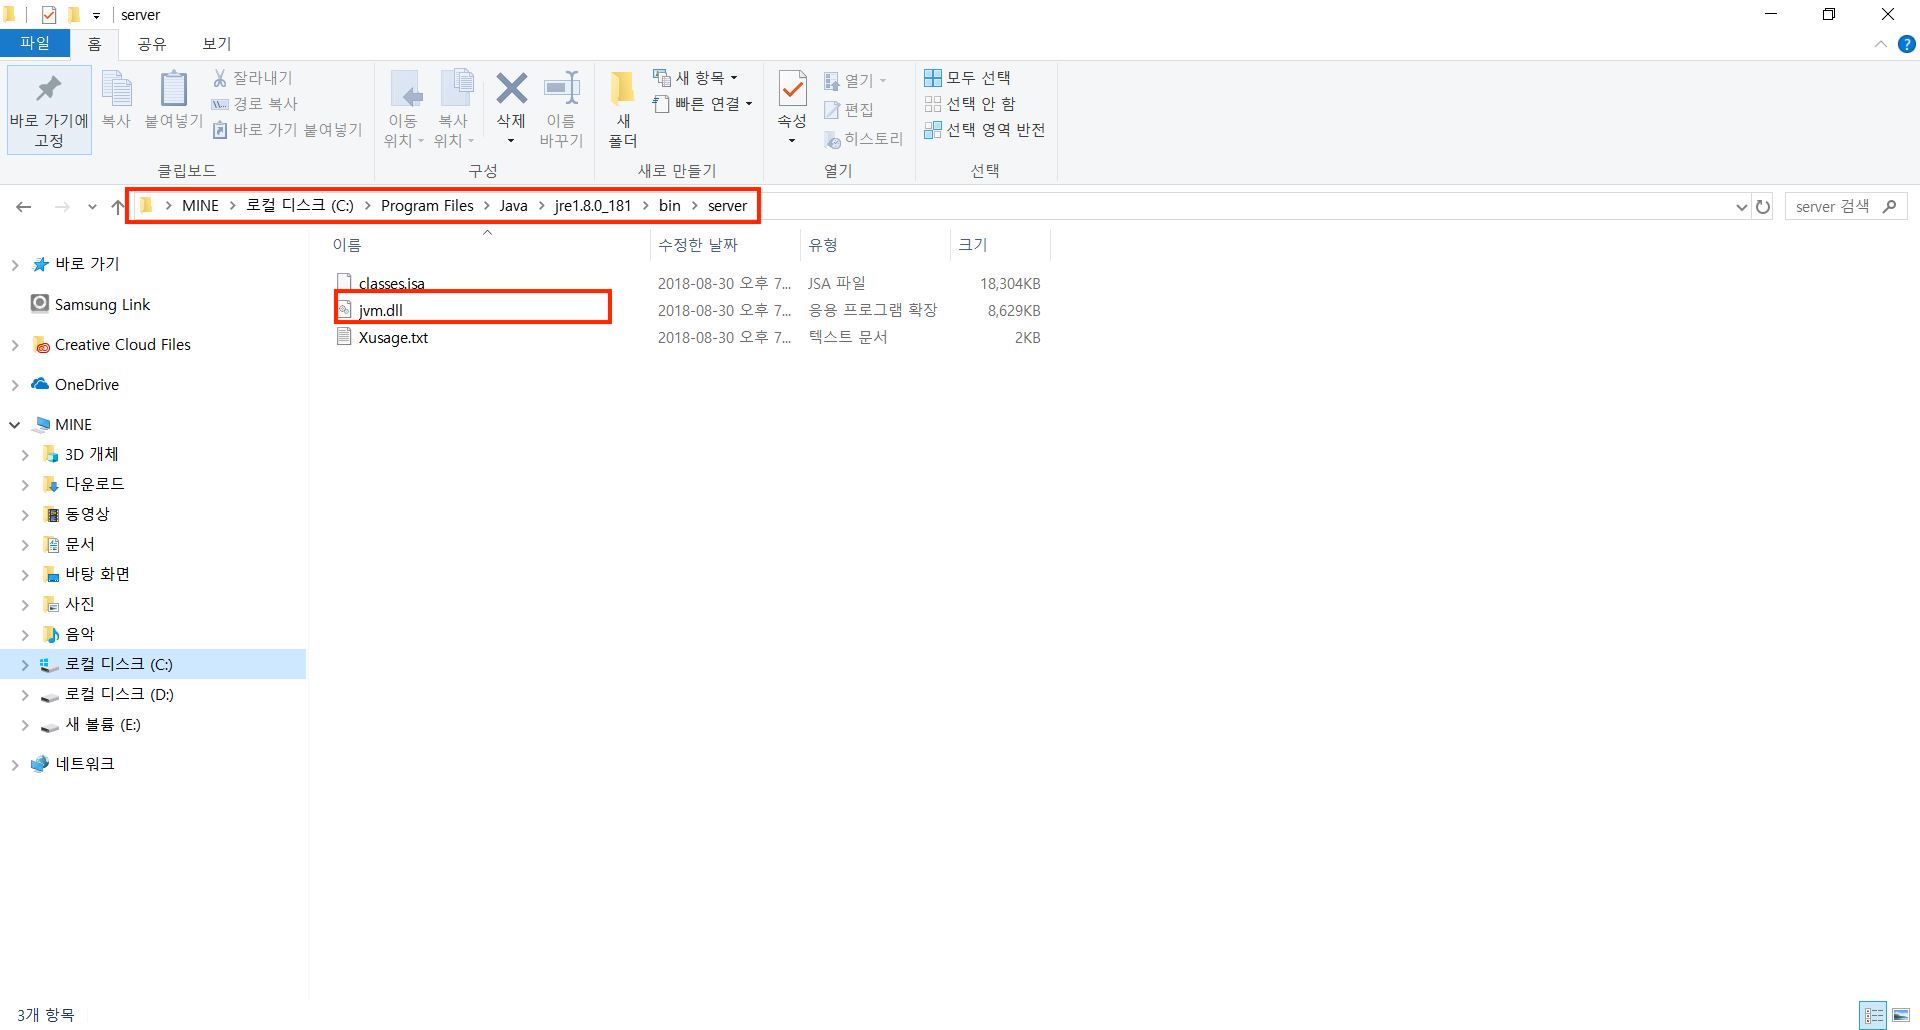 server
파일 홈 공유 보기
바로 가기에 고정
복사
붙여넣기
잘라내기
경로 복사
바로 가기 붙여넣기
클립보드
이동 위치
복사 위치
삭제
이름 바꾸기
구성
새 폴더
새 항목
빠른 연결
새로 만들기
속성
열기
편집
히스토리
열기
모두 선택
선택 안 함
선택 영역 반전
선택
MINE 로컬 디스크 (C:) Program Files Java jre1.8.0_181 bin server
server 검색
이름 수정한 날짜 유형 크기
classes.jsa 2018-08-30 오후 7... JSA 파일 18,304KB
jvm.dll 2018-08-30 오후 7... 응용 프로그램 확장 8,629KB
Xusage.txt 2018-08-30 오후 7... 텍스트 문서 2KB
바로 가기
Samsung Link
Creative Cloud Files
OneDrive
MINE
3D 개체
다운로드
동영상
문서
바탕 화면
사진
음악
로컬 디스크 (C:)
로컬 디스크 (D:)
새 볼륨 (E:)
네트워크
3개 항목